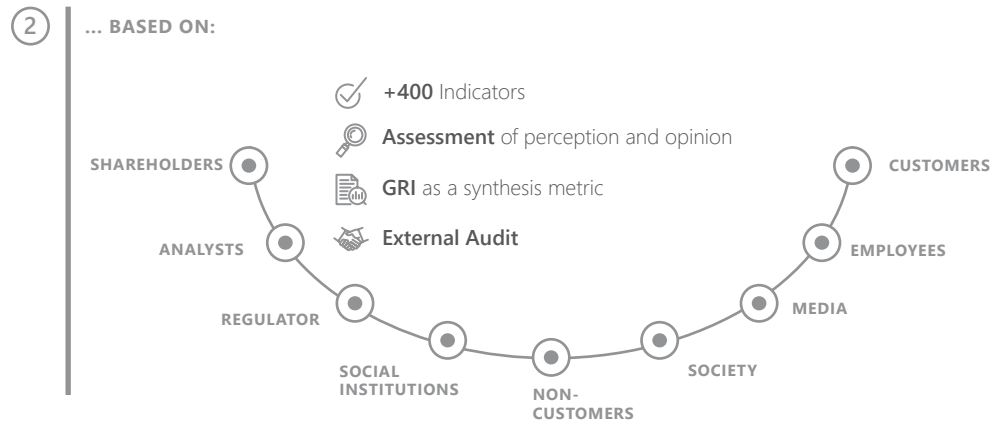 2
... BASED ON:
+400 Indicators
Assessment of perception and opinion
GRI as a synthesis metric
External Audit
SHAREHOLDERS
ANALYSTS
REGULATOR
SOCIAL
INSTITUTIONS
NON-
CUSTOMERS
SOCIETY
MEDIA
EMPLOYEES
CUSTOMERS